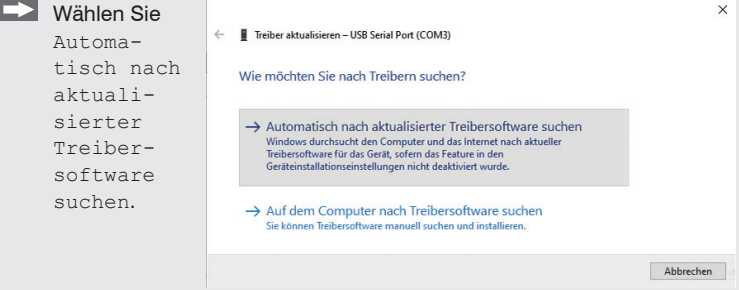 Wählen Sie
Automa-
tisch nach
aktuali-
sierter
Treiber-
software
suchen.
Treiber aktualisieren – USB Serial Port (COM3)
Wie möchten Sie nach Treibern suchen?
Automatisch nach aktualisierter Treibersoftware suchen
Windows durchsucht den Computer und das Internet nach aktueller
Treibersoftware für das Gerät, sofern das Feature in den
Geräteinstallationseinstellungen nicht deaktiviert wurde.
Auf dem Computer nach Treibersoftware suchen
Sie können Treibersoftware manuell suchen und installieren.
Abbrechen